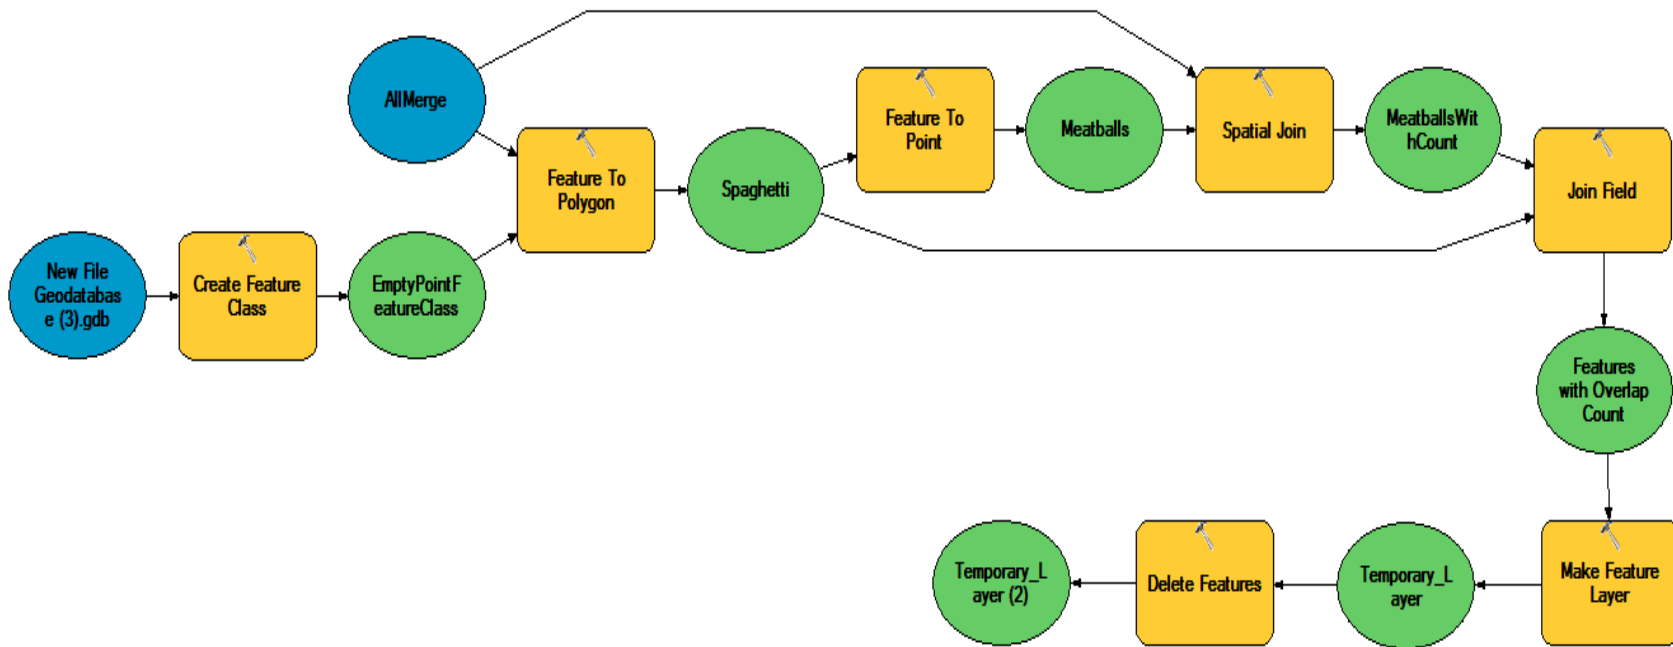 AllMerge
Feature To
Polygon
New File
Geodatabas
e (3).gdb
Create Feature
Class
EmptyPointF
eatureClass
Spaghetti
Feature To
Point
Meatballs
Spatial Join
MeatballsWit
hCount
Join Field
Features
with Overlap
Count
Make Feature
Layer
Temporary_L
ayer
Delete Features
Temporary_L
ayer (2)